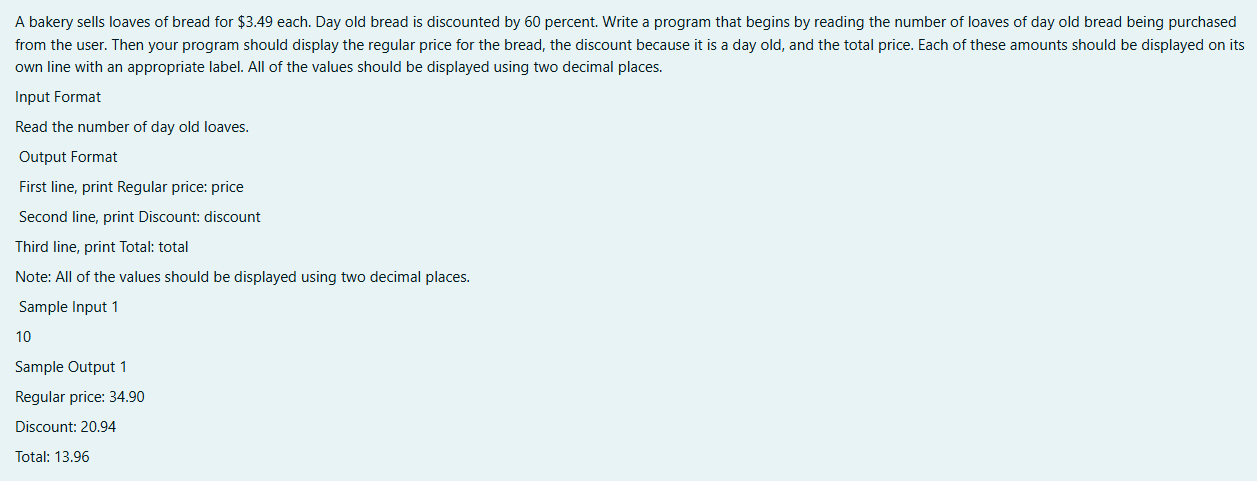 A bakery sells loaves of bread for $3.49 each. Day old bread is discounted by 60 percent. Write a program that begins by reading the number of loaves of day old bread being purchased
from the user. Then your program should display the regular price for the bread, the discount because it is a day old, and the total price. Each of these amounts should be displayed on its
own line with an appropriate label. All of the values should be displayed using two decimal places.
Input Format
Read the number of day old loaves.
Output Format
First line, print Regular price: price
Second line, print Discount: discount
Third line, print Total: total
Note: All of the values should be displayed using two decimal places.
Sample Input 1
10
Sample Output 1
Regular price: 34.90
Discount: 20.94
Total: 13.96